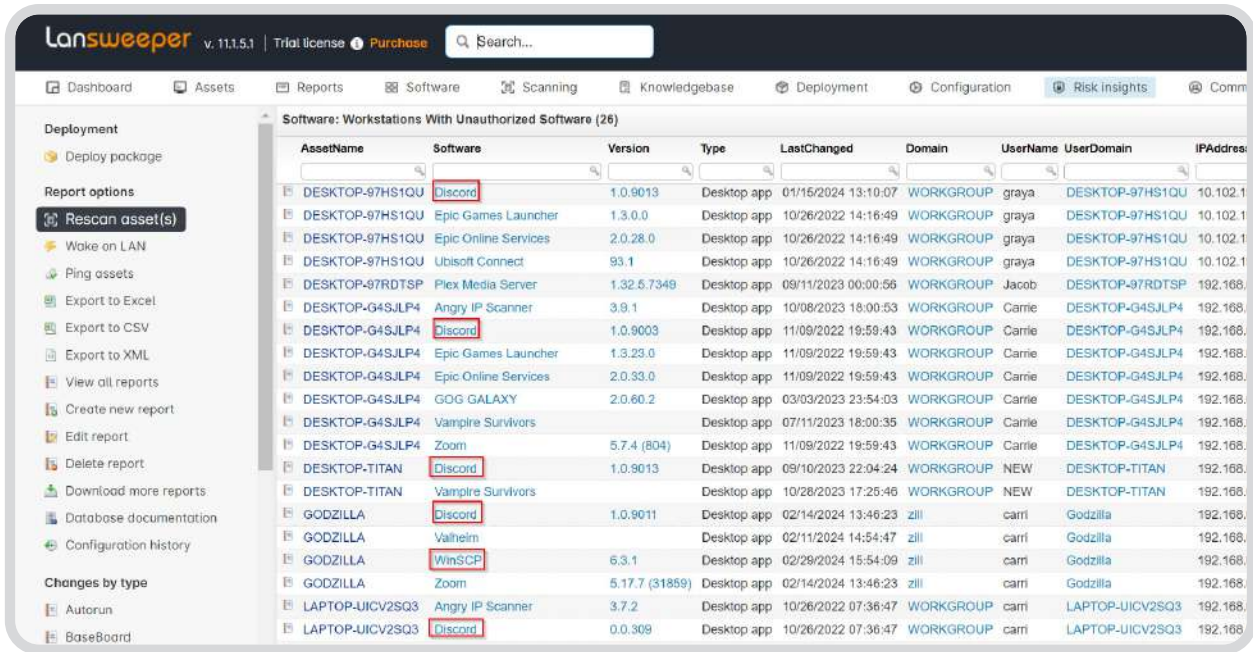 Lansweeper v. 11.1.5.1 | Trial license Purchase Search...
Dashboard Assets Reports Software Scanning Knowledgebase Deployment Configuration Risk insights Comm
Deployment
Deploy package
Report options
Rescan asset(s)
Wake on LAN
Ping assets
Export to Excel
Export to CSV
Export to XML
View all reports
Create new report
Edit report
Delete report
Download more reports
Database documentation
Configuration history
Changes by type
Autorun
BaseBoard
Software: Workstations With Unauthorized Software (26)
AssetName Software Version Type LastChanged Domain UserName UserDomain IPAddres
DESKTOP-97HS1QU Discord 1.0.9013 Desktop app 01/15/2024 13:10:07 WORKGROUP graya DESKTOP-97HS1QU 10.102.1
DESKTOP-97HS1QU Epic Games Launcher 1.3.0.0 Desktop app 10/26/2022 14:16:49 WORKGROUP graya DESKTOP-97HS1QU 10.102.1
DESKTOP-97HS1QU Epic Online Services 2.0.28.0 Desktop app 10/26/2022 14:16:49 WORKGROUP graya DESKTOP-97HS1QU 10.102.1
DESKTOP-97HS1QU Ubisoft Connect 93.1 Desktop app 10/26/2022 14:16:49 WORKGROUP graya DESKTOP-97HS1QU 10.102.1
DESKTOP-97RDTSP Plex Media Server 1.32.5.7349 Desktop app 09/11/2023 00:00:56 WORKGROUP Jacob DESKTOP-97RDTSP 192.168.
DESKTOP-G4SJLP4 Angry IP Scanner 3.9.1 Desktop app 10/08/2023 18:00:53 WORKGROUP Carrie DESKTOP-G4SJLP4 192.168.
DESKTOP-G4SJLP4 Discord 1.0.9003 Desktop app 11/09/2022 19:59:43 WORKGROUP Carrie DESKTOP-G4SJLP4 192.168.
DESKTOP-G4SJLP4 Epic Games Launcher 1.3.23.0 Desktop app 11/09/2022 19:59:43 WORKGROUP Carrie DESKTOP-G4SJLP4 192.168.
DESKTOP-G4SJLP4 Epic Online Services 2.0.33.0 Desktop app 11/09/2022 19:59:43 WORKGROUP Carrie DESKTOP-G4SJLP4 192.168.
DESKTOP-G4SJLP4 GOG GALAXY 2.0.60.2 Desktop app 03/03/2023 23:54:03 WORKGROUP Carrie DESKTOP-G4SJLP4 192.168.
DESKTOP-G4SJLP4 Vampire Survivors Desktop app 07/11/2023 18:00:35 WORKGROUP Carrie DESKTOP-G4SJLP4 192.168.
DESKTOP-G4SJLP4 Zoom 5.7.4 (804) Desktop app 11/09/2022 19:59:43 WORKGROUP Carrie DESKTOP-G4SJLP4 192.168.
DESKTOP-TITAN Discord 1.0.9013 Desktop app 09/10/2023 22:04:24 WORKGROUP NEW DESKTOP-TITAN 192.168.
DESKTOP-TITAN Vampire Survivors Desktop app 10/28/2023 17:25:46 WORKGROUP NEW DESKTOP-TITAN 192.168.
GODZILLA Discord 1.0.9011 Desktop app 02/14/2024 13:46:23 zill carri Godzilla 192.168.
GODZILLA Valheim Desktop app 02/11/2024 14:54:47 zill carri Godzilla 192.168.
GODZILLA WinSCP 6.3.1 Desktop app 02/29/2024 15:54:09 zill carri Godzilla 192.168.
GODZILLA Zoom 5.17.7 (31859) Desktop app 02/14/2024 13:46:23 zill carri Godzilla 192.168.
LAPTOP-UICV2SQ3 Angry IP Scanner 3.7.2 Desktop app 10/26/2022 07:36:47 WORKGROUP carri LAPTOP-UICV2SQ3 192.168.
LAPTOP-UICV2SQ3 Discord 0.0.309 Desktop app 10/26/2022 07:36:47 WORKGROUP carri LAPTOP-UICV2SQ3 192.168.